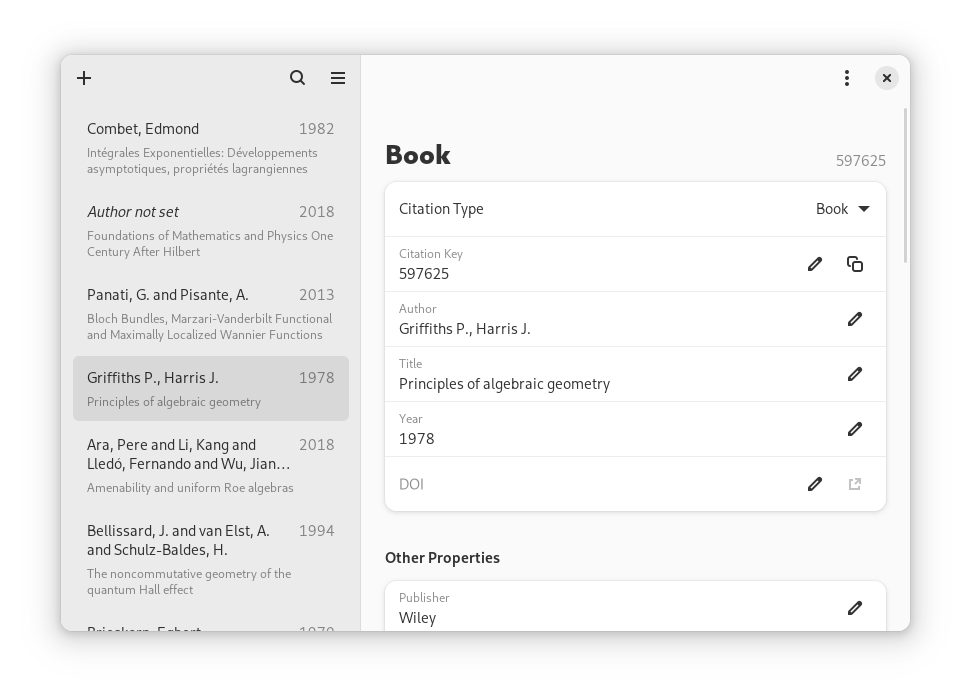 Combet, Edmond 1982
Intégrales Exponentielles: Développements
asymptotiques, propriétés lagrangiennes
Author not set 2018
Foundations of Mathematics and Physics One
Century After Hilbert
Panati, G. and Pisante, A. 2013
Bloch Bundles, Marzari-Vanderbilt Functional
and Maximally Localized Wannier Functions
Griffiths P., Harris J. 1978
Principles of algebraic geometry
Ara, Pere and Li, Kang and 2018
Lledó, Fernando and Wu, Jian…
Amenability and uniform Roe algebras
Bellissard, J. and van Elst, A. 1994
and Schulz-Baldes, H.
The noncommutative geometry of the
quantum Hall effect
Book 597625
Citation Type Book
Citation Key
597625
Author
Griffiths P., Harris J.
Title
Principles of algebraic geometry
Year
1978
DOI
Other Properties
Publisher
Wiley